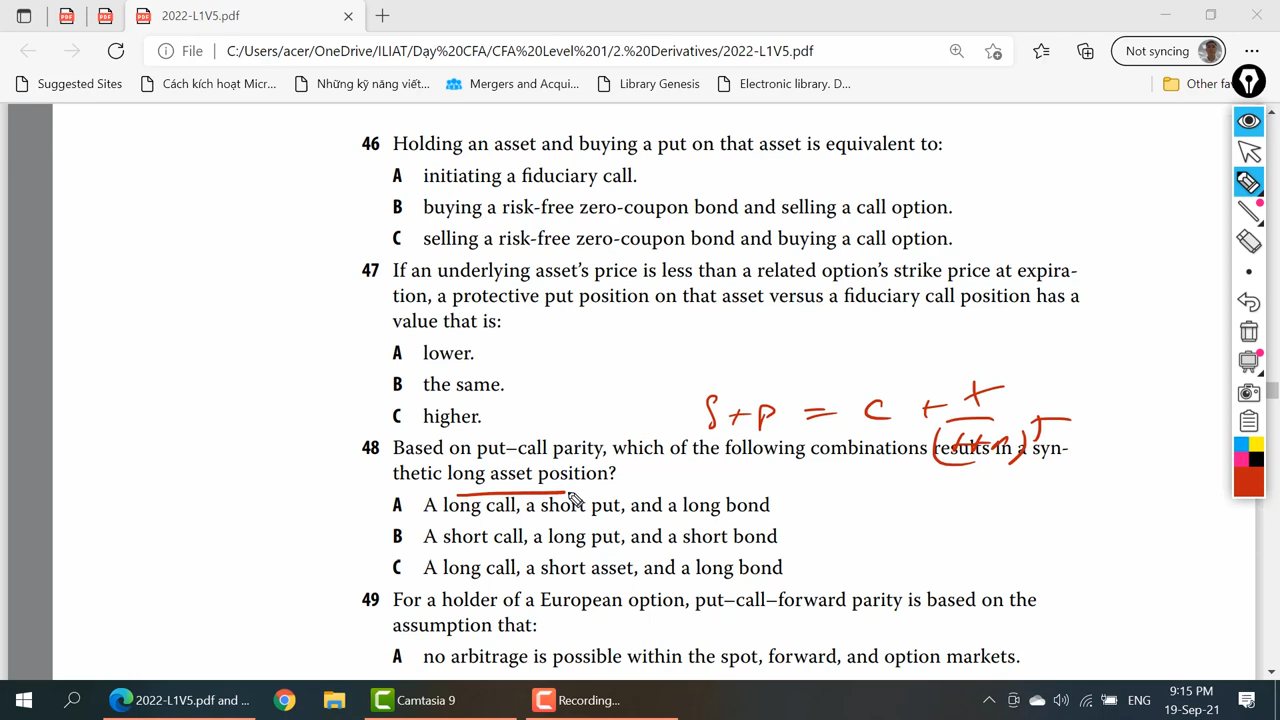 2022-L1V5.pdf
File C:/Users/acer/OneDrive/ILIAT/Dạy%20CFA/CFA%20Level%201/2.%20Derivatives/2022-L1V5.pdf Not syncing
Suggested Sites Cách kích hoạt Micr... Những kỹ năng viết... Mergers and Acqui... Library Genesis Electronic library. D... Other fav
46 Holding an asset and buying a put on that asset is equivalent to:
A initiating a fiduciary call.
B buying a risk-free zero-coupon bond and selling a call option.
C selling a risk-free zero-coupon bond and buying a call option.
47 If an underlying asset’s price is less than a related option’s strike price at expira-
tion, a protective put position on that asset versus a fiduciary call position has a
value that is:
A lower.
B the same.
C higher.
S + p = c +
48 Based on put–call parity, which of the following combinations results in a syn-
thetic long asset position?
A A long call, a short put, and a long bond
B A short call, a long put, and a short bond
C A long call, a short asset, and a long bond
49 For a holder of a European option, put–call–forward parity is based on the
assumption that:
A no arbitrage is possible within the spot, forward, and option markets.
2022-L1V5.pdf and Camtasia 9 Recording... ENG 9:15 PM
19-Sep-21